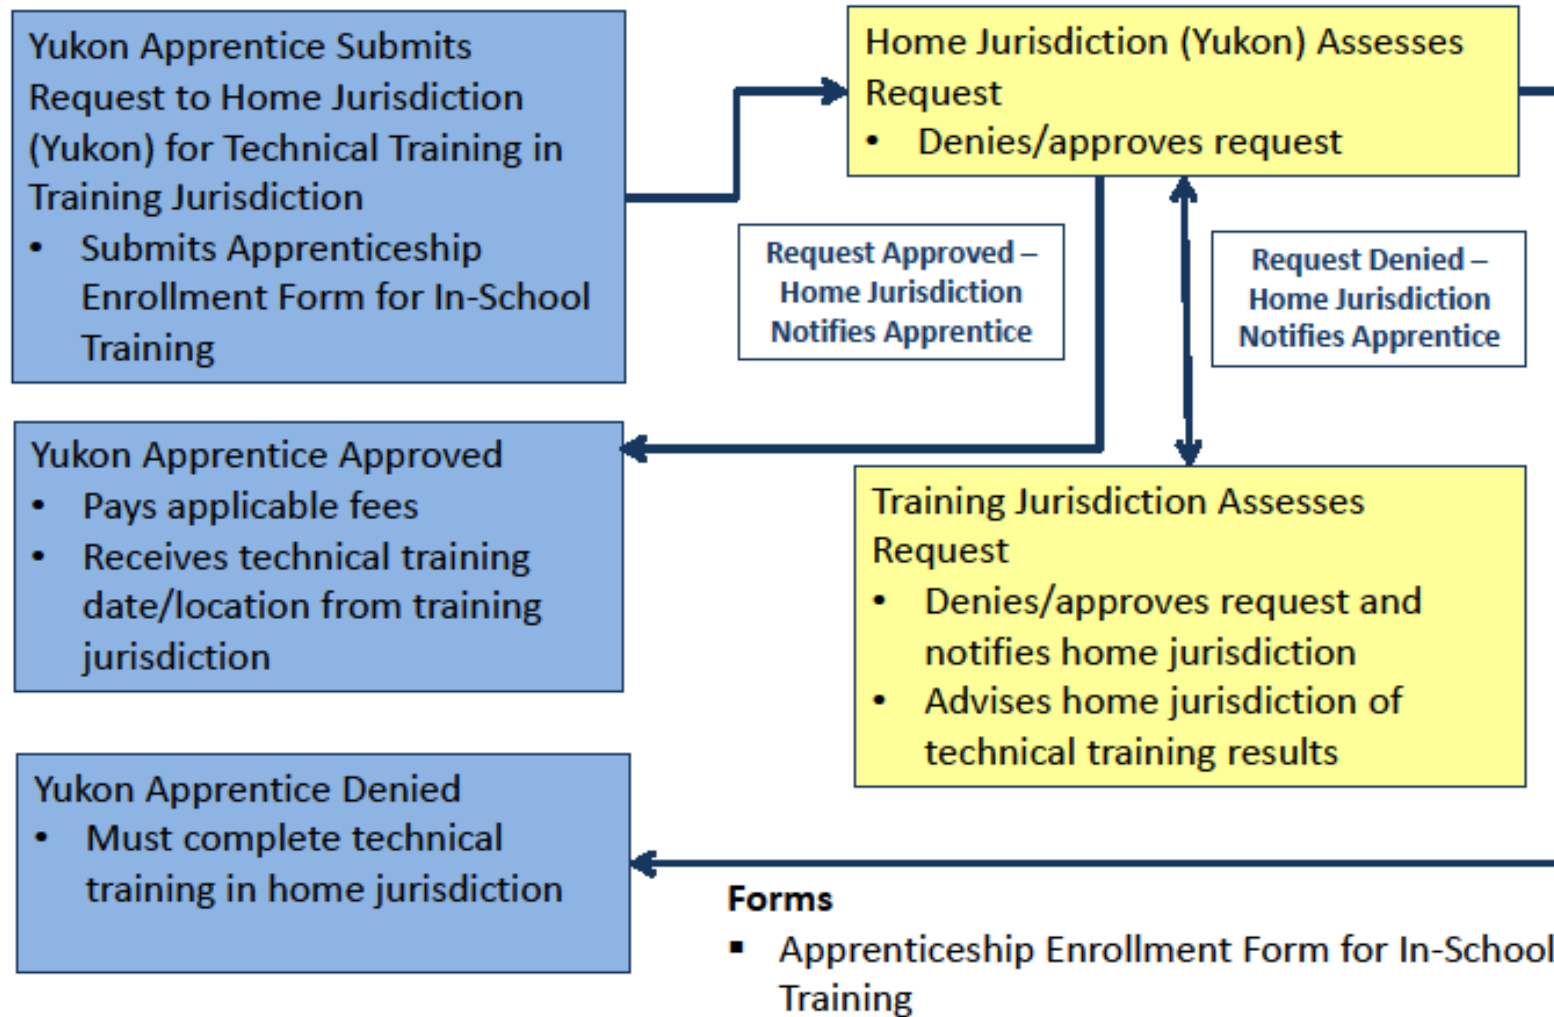 Yukon Apprentice Submits
Request to Home Jurisdiction
(Yukon) for Technical Training in
Training Jurisdiction
• Submits Apprenticeship
Enrollment Form for In-School
Training
Home Jurisdiction (Yukon) Assesses
Request
• Denies/approves request
Request Approved –
Home Jurisdiction
Notifies Apprentice
Request Denied –
Home Jurisdiction
Notifies Apprentice
Yukon Apprentice Approved
• Pays applicable fees
• Receives technical training
date/location from training
jurisdiction
Training Jurisdiction Assesses
Request
• Denies/approves request and
notifies home jurisdiction
• Advises home jurisdiction of
technical training results
Yukon Apprentice Denied
• Must complete technical
training in home jurisdiction
Forms
▪ Apprenticeship Enrollment Form for In-School
Training